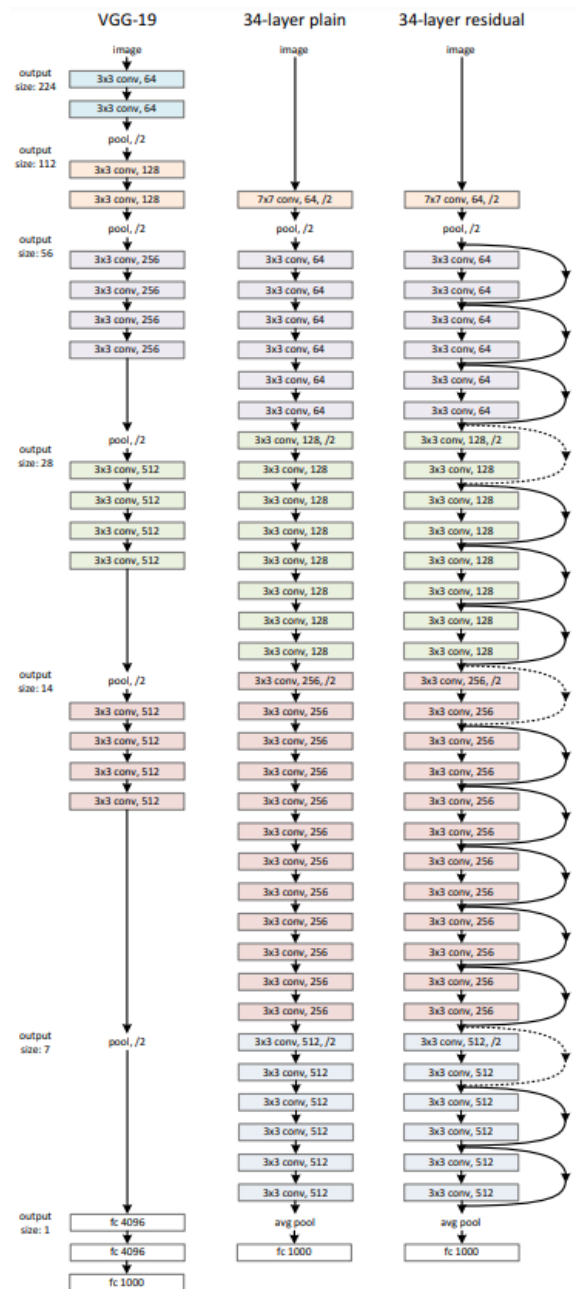 VGG-19
image
output
size: 224
3x3 conv, 64
3x3 conv, 64
pool, /2
output
size: 112
3x3 conv, 128
3x3 conv, 128
pool, /2
output
size: 56
3x3 conv, 256
3x3 conv, 256
3x3 conv, 256
3x3 conv, 256
pool, /2
output
size: 28
3x3 conv, 512
3x3 conv, 512
3x3 conv, 512
3x3 conv, 512
pool, /2
output
size: 14
3x3 conv, 512
3x3 conv, 512
3x3 conv, 512
3x3 conv, 512
output
size: 7
pool, /2
output
size: 1
fc 4096
fc 4096
fc 1000
34-layer plain
image
7x7 conv, 64, /2
pool, /2
3x3 conv, 64
3x3 conv, 64
3x3 conv, 64
3x3 conv, 64
3x3 conv, 64
3x3 conv, 64
3x3 conv, 128, /2
3x3 conv, 128
3x3 conv, 128
3x3 conv, 128
3x3 conv, 128
3x3 conv, 128
3x3 conv, 128
3x3 conv, 128
3x3 conv, 256, /2
3x3 conv, 256
3x3 conv, 256
3x3 conv, 256
3x3 conv, 256
3x3 conv, 256
3x3 conv, 256
3x3 conv, 256
3x3 conv, 256
3x3 conv, 256
3x3 conv, 256
3x3 conv, 256
3x3 conv, 512, /2
3x3 conv, 512
3x3 conv, 512
3x3 conv, 512
3x3 conv, 512
3x3 conv, 512
avg pool
fc 1000
34-layer residual
image
7x7 conv, 64, /2
pool, /2
3x3 conv, 64
3x3 conv, 64
3x3 conv, 64
3x3 conv, 64
3x3 conv, 64
3x3 conv, 64
3x3 conv, 128, /2
3x3 conv, 128
3x3 conv, 128
3x3 conv, 128
3x3 conv, 128
3x3 conv, 128
3x3 conv, 128
3x3 conv, 128
3x3 conv, 256, /2
3x3 conv, 256
3x3 conv, 256
3x3 conv, 256
3x3 conv, 256
3x3 conv, 256
3x3 conv, 256
3x3 conv, 256
3x3 conv, 256
3x3 conv, 256
3x3 conv, 256
3x3 conv, 256
3x3 conv, 512, /2
3x3 conv, 512
3x3 conv, 512
3x3 conv, 512
3x3 conv, 512
3x3 conv, 512
avg pool
fc 1000